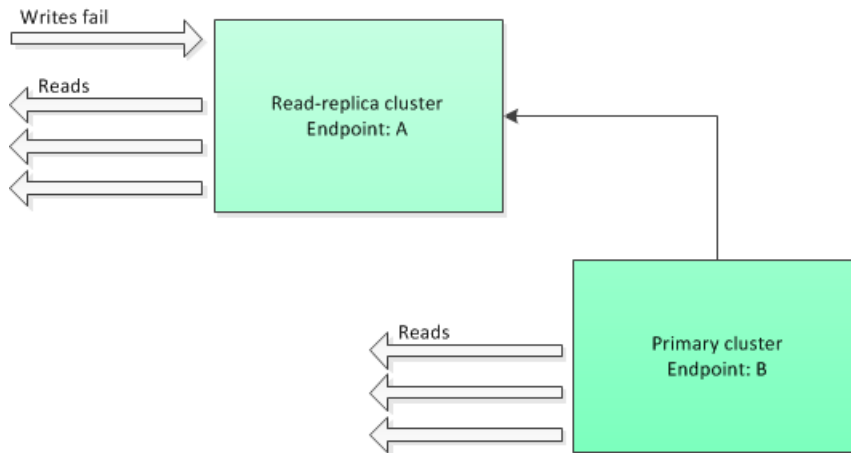 Writes fail
Reads
Read-replica cluster
Endpoint: A
Reads
Primary cluster
Endpoint: B